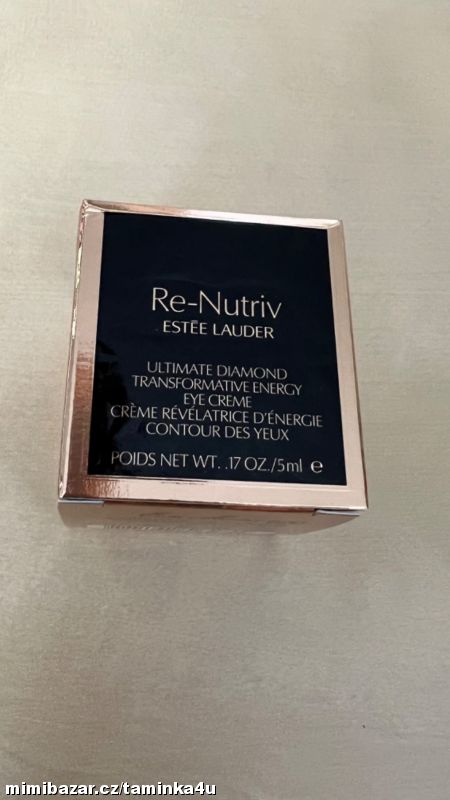 Re-Nutriv
ESTĒE LAUDER
ULTIMATE DIAMOND
TRANSFORMATIVE ENERGY
EYE CREME
CRÈME RÉVÉLATRICE D'ÉNERGIE
CONTOUR DES YEUX
POIDS NET WT. .17 OZ./5ml ℮
mimibazar.cz/taminka4u